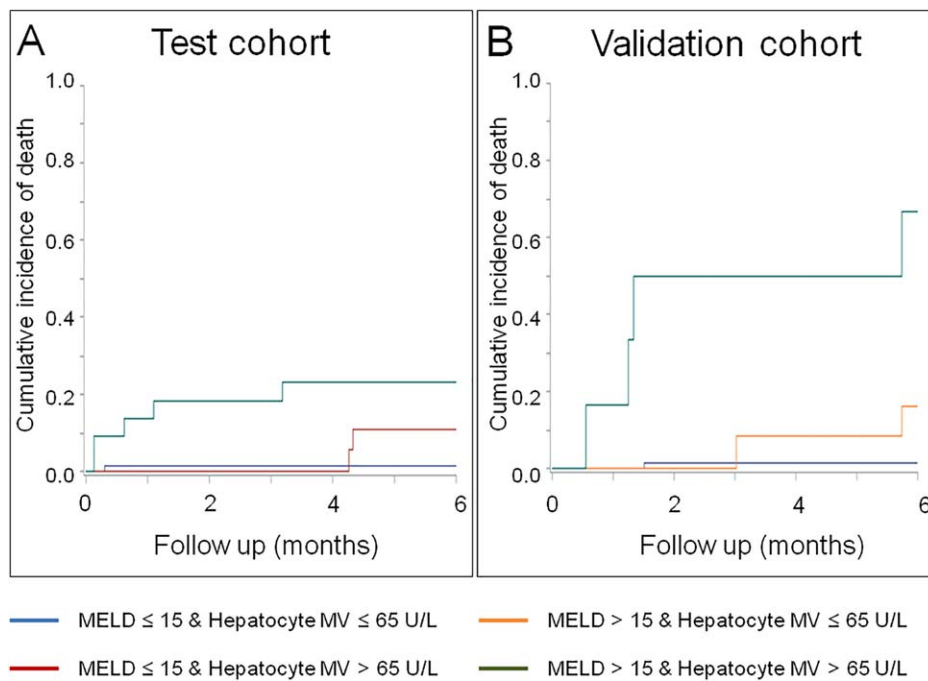 A Test cohort
Cumulative incidence of death
1.0
0.8
0.6
0.4
0.2
0.0
0 2 4 6
Follow up (months)
B Validation cohort
Cumulative incidence of death
1.0
0.8
0.6
0.4
0.2
0.0
0 2 4 6
Follow up (months)
MELD ≤ 15 & Hepatocyte MV ≤ 65 U/L
MELD > 15 & Hepatocyte MV ≤ 65 U/L
MELD ≤ 15 & Hepatocyte MV > 65 U/L
MELD > 15 & Hepatocyte MV > 65 U/L